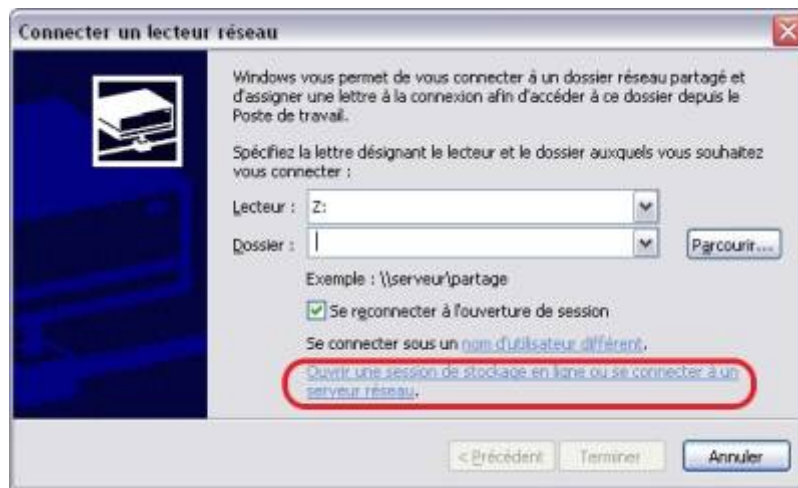 Connecter un lecteur réseau
Windows vous permet de vous connecter à un dossier réseau partagé et
d'assigner une lettre à la connexion afin d'accéder à ce dossier depuis le
Poste de travail.
Spécifiez la lettre désignant le lecteur et le dossier auxquels vous souhaitez
vous connecter :
Lecteur : Z:
Dossier : Parcourir...
Exemple : \\serveur\partage
Se reconnecter à l'ouverture de session
Se connecter sous un nom d'utilisateur différent.
Ouvrir une session de stockage en ligne ou se connecter à un
serveur réseau.
< Précédent Terminer Annuler